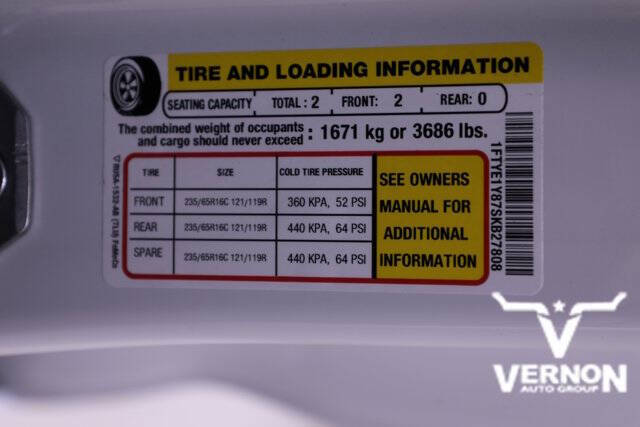 TIRE AND LOADING INFORMATION
SEATING CAPACITY TOTAL : 2 FRONT: 2 REAR: 0
The combined weight of occupants
and cargo should never exceed : 1671 kg or 3686 lbs.
TIRE SIZE COLD TIRE PRESSURE
FRONT 235/65R16C 121/119R 360 KPA, 52 PSI
REAR 235/65R16C 121/119R 440 KPA, 64 PSI
SPARE 235/65R16C 121/119R 440 KPA, 64 PSI
SEE OWNERS
MANUAL FOR
ADDITIONAL
INFORMATION
1FTYE1Y87SKB27808
VERNON
AUTO GROUP